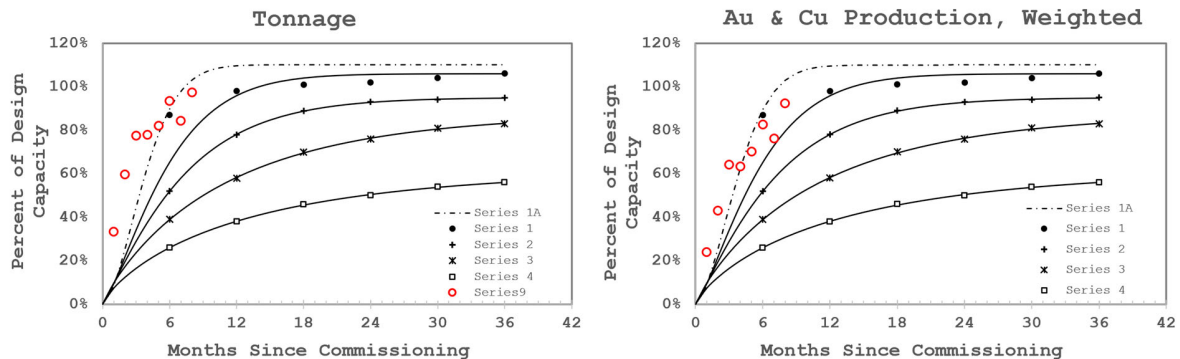 Tonnage
120%
100%
80%
60%
40%
20%
0%
0 6 12 18 24 30 36 42
Percent of Design
Capacity
Months Since Commissioning
Series 1A
Series 1
Series 2
Series 3
Series 4
Series9
Au & Cu Production, Weighted
120%
100%
80%
60%
40%
20%
0%
0 6 12 18 24 30 36 42
Percent of Design
Capacity
Months Since Commissioning
Series 1A
Series 1
Series 2
Series 3
Series 4